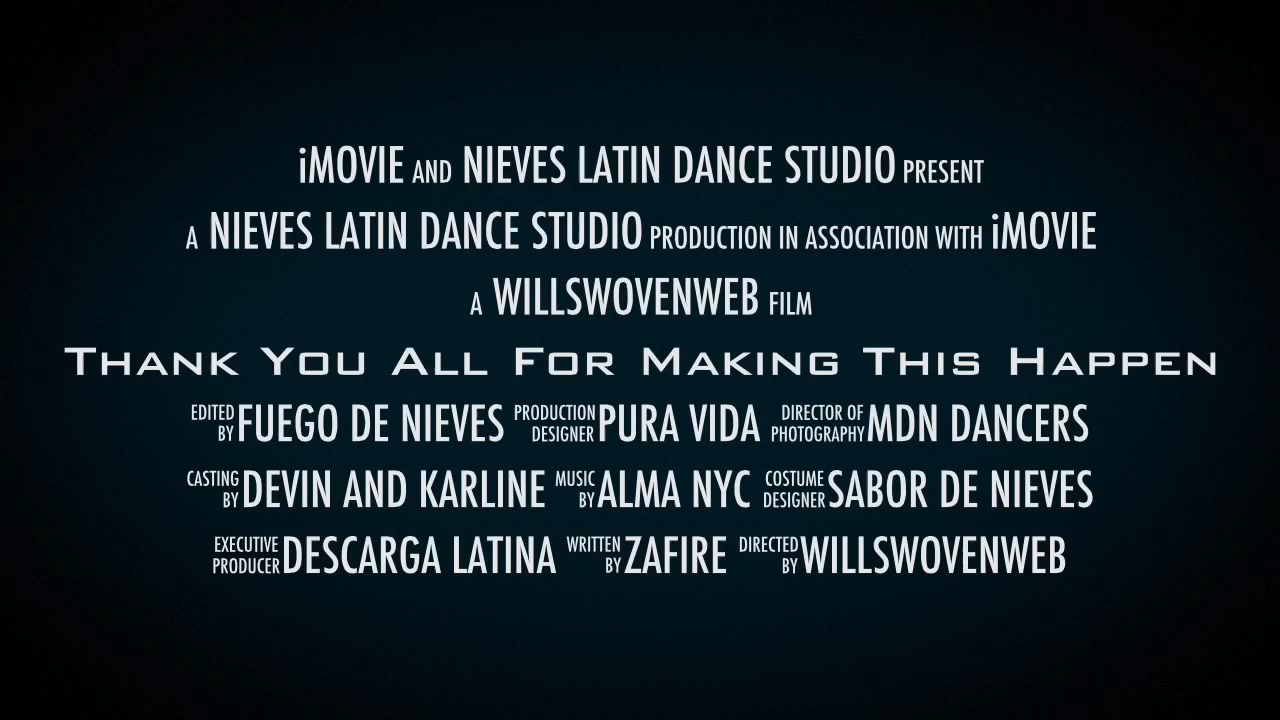 iMOVIE AND NIEVES LATIN DANCE STUDIO PRESENT
A NIEVES LATIN DANCE STUDIO PRODUCTION IN ASSOCIATION WITH iMOVIE
A WILLSWOVENWEB FILM
THANK YOU ALL FOR MAKING THIS HAPPEN
EDITED BY FUEGO DE NIEVES PRODUCTION DESIGNER PURA VIDA DIRECTOR OF PHOTOGRAPHY MDN DANCERS
CASTING BY DEVIN AND KARLINE MUSIC BY ALMA NYC COSTUME DESIGNER SABOR DE NIEVES
EXECUTIVE PRODUCER DESCARGA LATINA WRITTEN BY ZAFIRE DIRECTED BY WILLSWOVENWEB